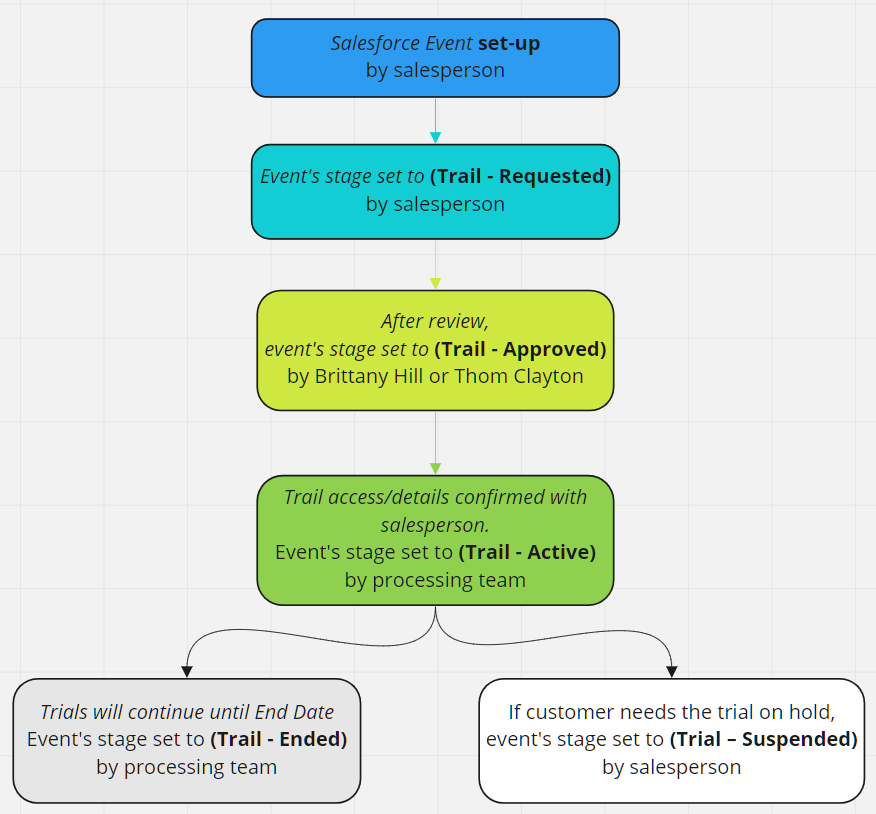 Salesforce Event set-up
by salesperson
Event's stage set to (Trail - Requested)
by salesperson
After review,
event's stage set to (Trail - Approved)
by Brittany Hill or Thom Clayton
Trail access/details confirmed with
salesperson.
Event's stage set to (Trail - Active)
by processing team
Trials will continue until End Date
Event's stage set to (Trail - Ended)
by processing team
If customer needs the trial on hold,
event's stage set to (Trial – Suspended)
by salesperson